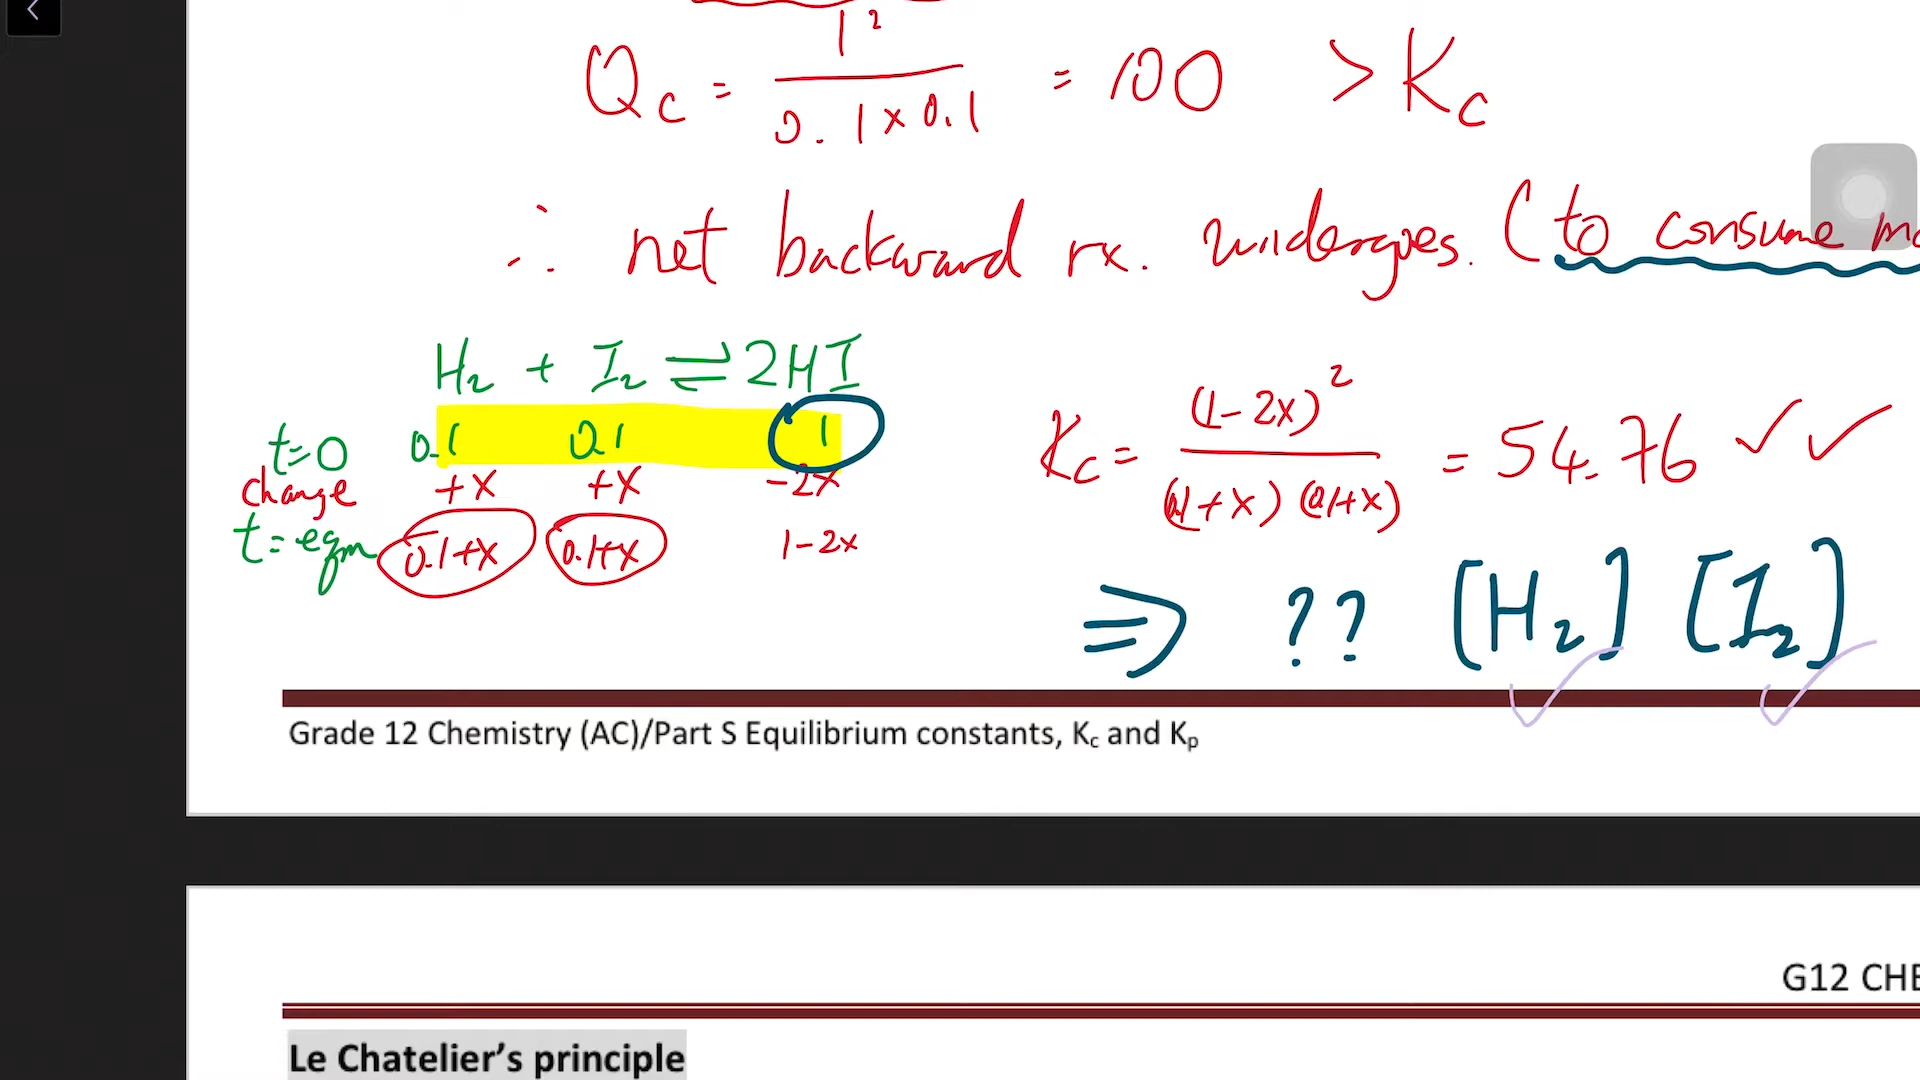 1²
Qc = ――― = 100 > Kc
0.1 x 0.1
∴ net backward rx. undergoes. (to consume
H₂ + I₂ ⇌ 2HI
t=0 0.1 0.1 1
change +x +x -2x
t=eqm 0.1+x 0.1+x 1-2x
Kc = (1-2x)² / (0.1+x) (0.1+x) = 54.76 ✓✓
⇒ ?? [H₂] [I₂]
Grade 12 Chemistry (AC)/Part S Equilibrium constants, Kc and Kp
G12 CHE
Le Chatelier’s principle